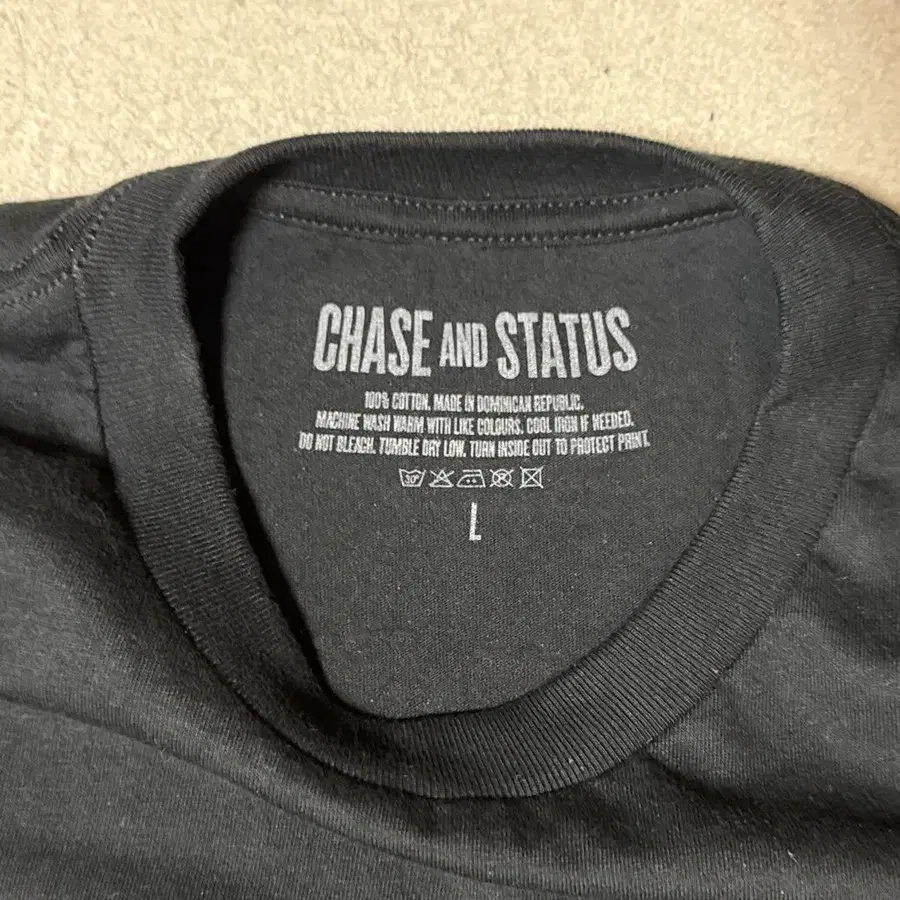 CHASE AND STATUS
100% COTTON. MADE IN DOMINICAN REPUBLIC.
MACHINE WASH WARM WITH LIKE COLOURS. COOL IRON IF NEEDED.
DO NOT BLEACH. TUMBLE DRY LOW. TURN INSIDE OUT TO PROTECT PRINT.
30°
L